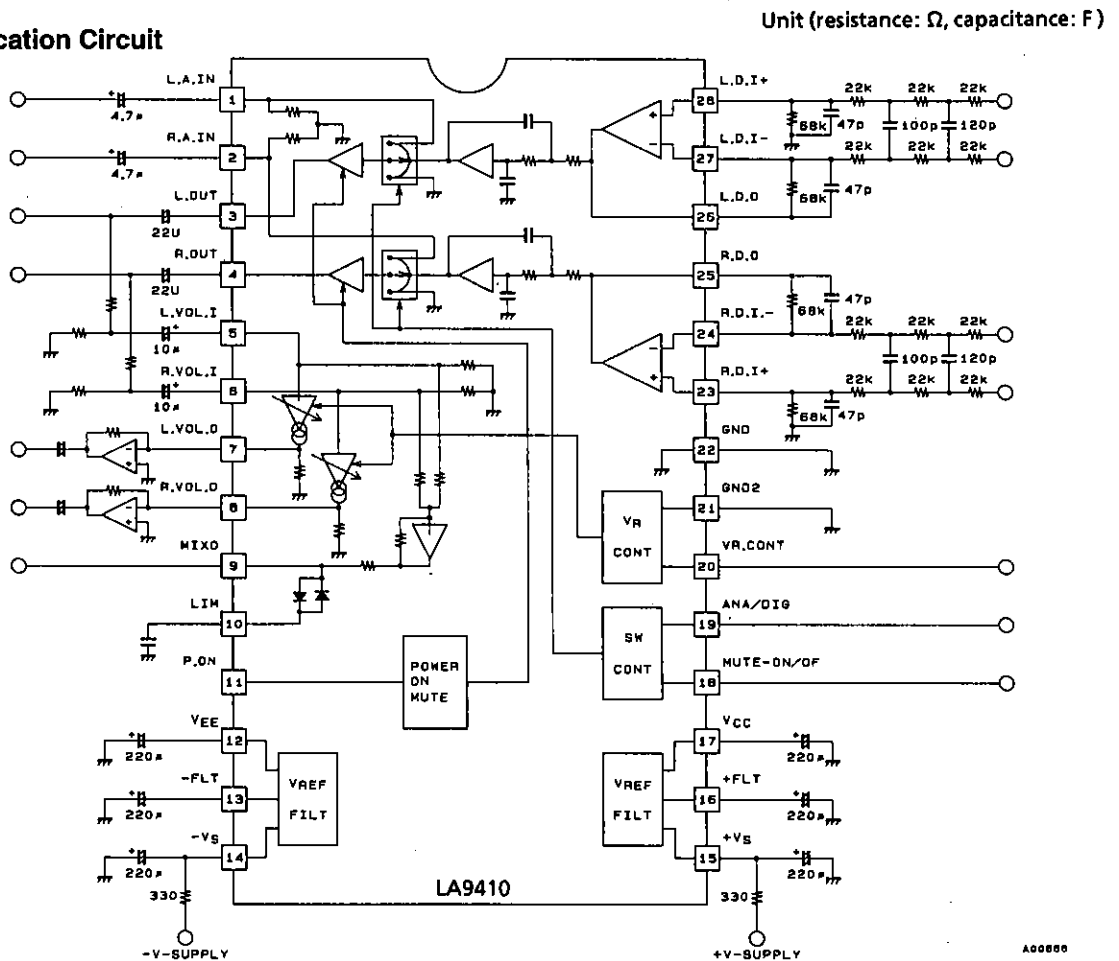 Unit (resistance: Ω, capacitance: F)
cation Circuit
L.A.IN
1
4.7μ
R.A.IN
2
4.7μ
L.OUT
3
22U
R.OUT
4
22U
L.VOL.I
5
10μ
R.VOL.I
6
10μ
L.VOL.O
7
R.VOL.O
8
MIXO
9
LIM
10
P.ON
11
POWER
ON
MUTE
VEE
12
220μ
-FLT
13
220μ
-VS
14
220μ
VREF
FILT
330
-V-SUPPLY
LA9410
L.D.I+
28
68k
47p
22k
100p
22k
120p
22k
L.D.I-
27
68k
47p
22k
22k
22k
L.D.O
26
R.D.O
25
68k
47p
R.D.I.-
24
22k
100p
22k
120p
22k
R.D.I+
23
68k
47p
22k
22k
22k
GND
22
GND2
21
VR
CONT
VR.CONT
20
ANA/DIG
19
SW
CONT
MUTE-ON/OF
18
VCC
17
220μ
VREF
FILT
+FLT
16
220μ
+VS
15
220μ
330
+V-SUPPLY